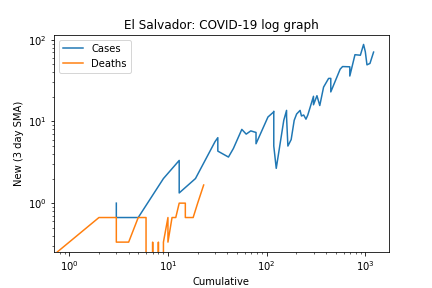 El Salvador: COVID-19 log graph
Cases
Deaths
New (3 day SMA)
10²
10¹
10⁰
10⁰
10¹
10²
10³
Cumulative